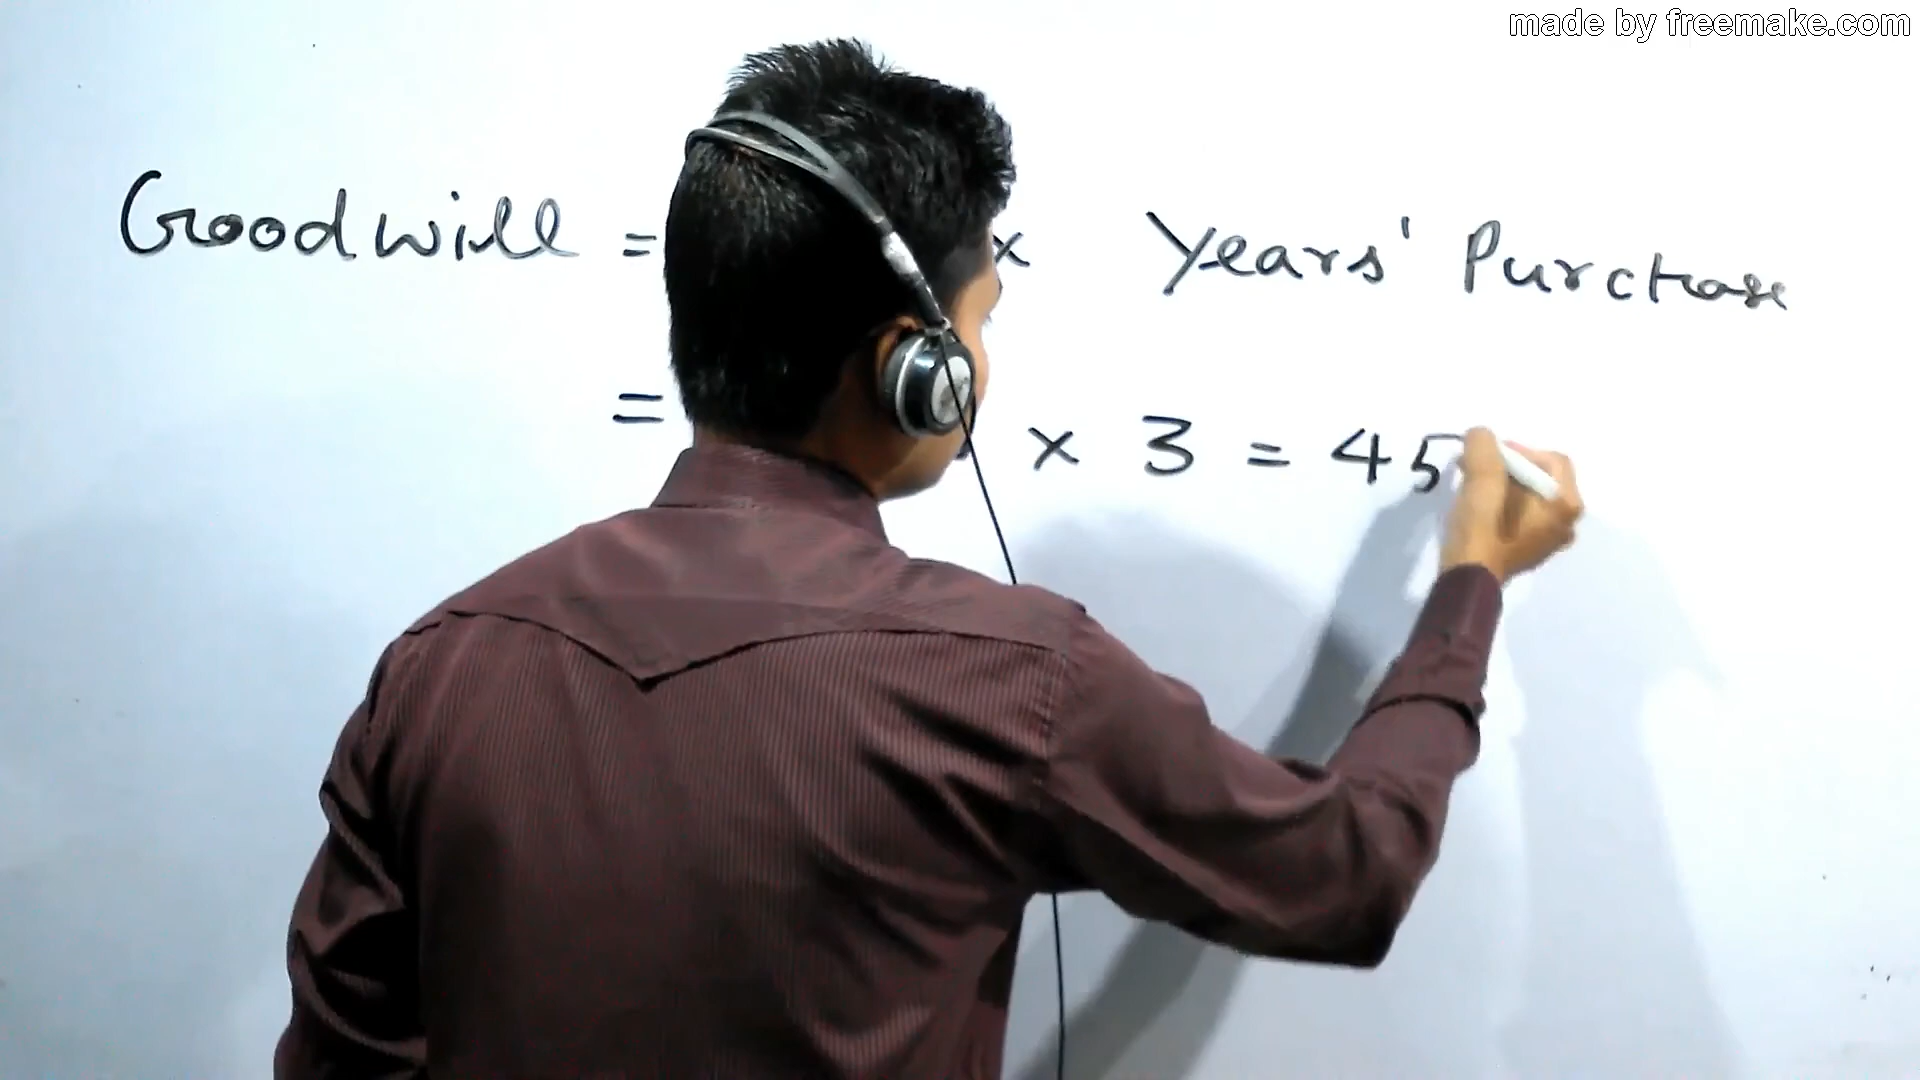 made by freemake.com
Goodwill = x Years' Purchase
= x 3 = 45